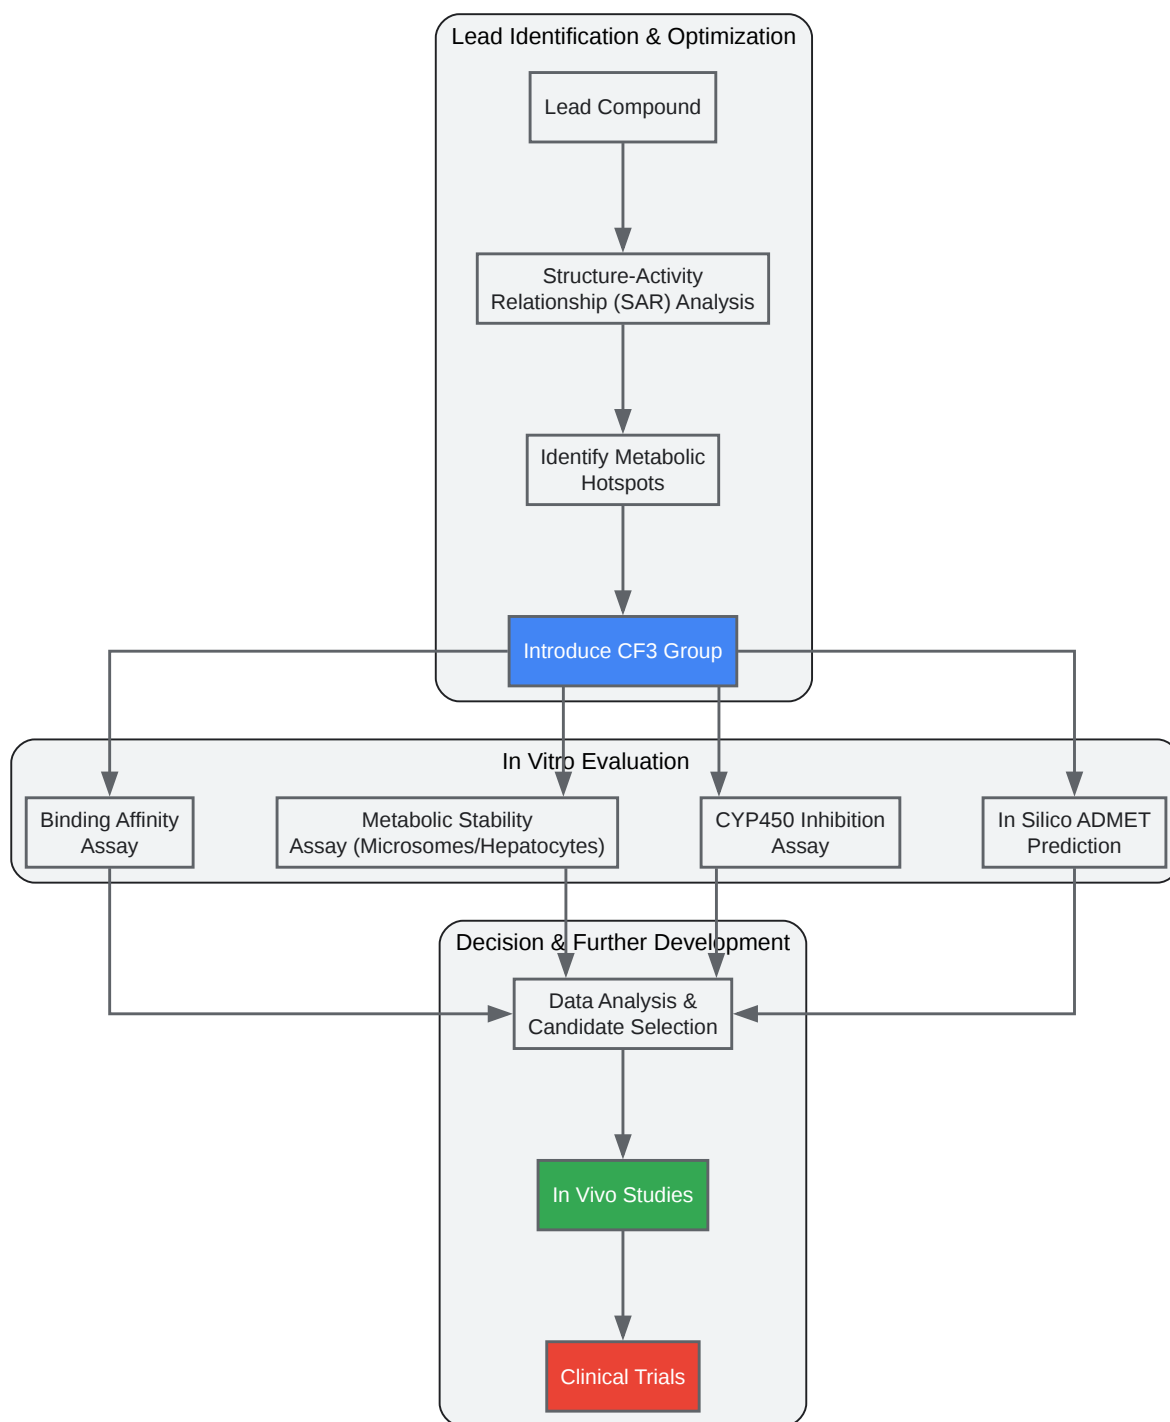 Lead Identification & Optimization
Lead Compound
Structure-Activity
Relationship (SAR) Analysis
Identify Metabolic
Hotspots
Introduce CF3 Group
In Vitro Evaluation
Binding Affinity
Assay
Metabolic Stability
Assay (Microsomes/Hepatocytes)
CYP450 Inhibition
Assay
In Silico ADMET
Prediction
Decision & Further Development
Data Analysis &
Candidate Selection
In Vivo Studies
Clinical Trials